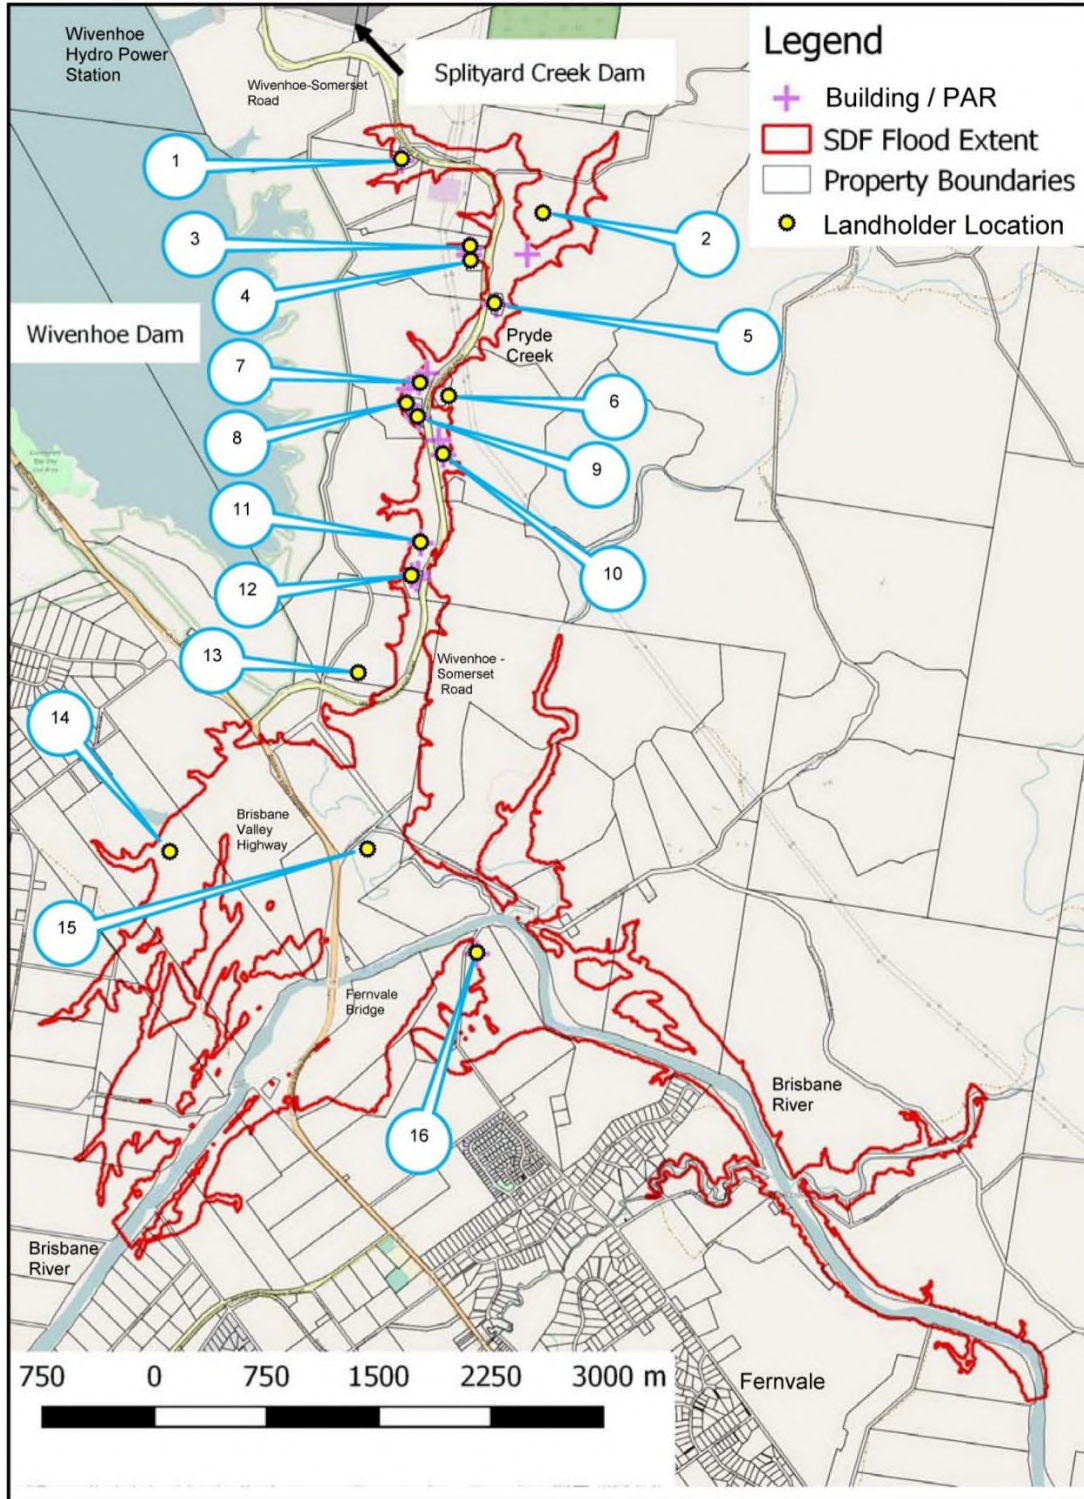 Wivenhoe
Hydro Power
Station
Wivenhoe-Somerset
Road
Splityard Creek Dam
Legend
Building / PAR
SDF Flood Extent
Property Boundaries
Landholder Location
1
2
3
4
Wivenhoe Dam
5
Pryde
Creek
7
6
8
9
11
10
12
13
Wivenhoe -
Somerset
Road
14
Brisbane
Valley
Highway
15
Fernvale
Bridge
Brisbane
River
16
Brisbane
River
750 0 750 1500 2250 3000 m
Fernvale